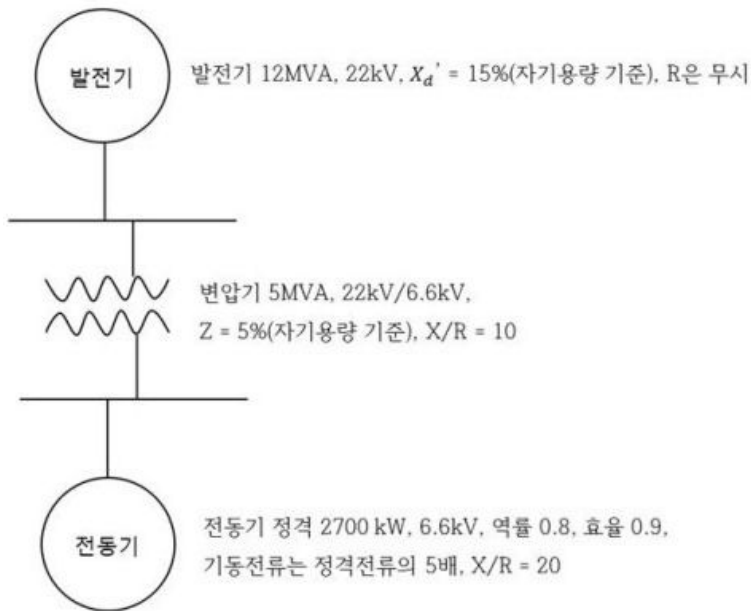 발전기
발전기 12MVA, 22kV, X_d' = 15%(자기용량 기준), R은 무시
변압기 5MVA, 22kV/6.6kV,
Z = 5%(자기용량 기준), X/R = 10
전동기
전동기 정격 2700 kW, 6.6kV, 역률 0.8, 효율 0.9,
기동전류는 정격전류의 5배, X/R = 20